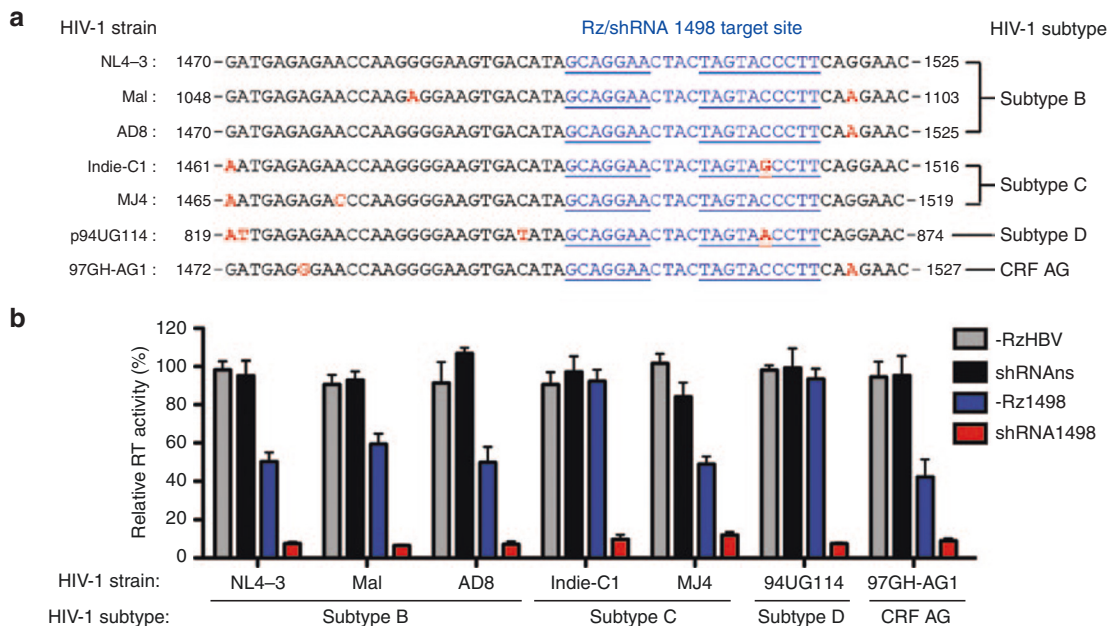 a
HIV-1 strain Rz/shRNA 1498 target site HIV-1 subtype
NL4–3 : 1470-GATGAGAGAACCAAGGGGAAGTGACATAGCAGGAACTACTAGTACCCTTCAGGAAC-1525
Mal : 1048-GATGAGAGAACCAAGAGGAAGTGACATAGCAGGAACTACTAGTACCCTTCAAGAAC-1103 Subtype B
AD8 : 1470-GATGAGAGAACCAAGGGGAAGTGACATAGCAGGAACTACTAGTACCCTTCAAGAAC-1525
Indie-C1 : 1461-AATGAGAGAACCAAGGGGAAGTGACATAGCAGGAACTACTAGTAGCCTTCAGGAAC-1516
Subtype C
MJ4 : 1465-AATGAGAGACCCAAGGGGAAGTGACATAGCAGGAACTACTAGTACCCTTCAGGAAC-1519
p94UG114 : 819-ATTGAGAGAACCAAGGGGAAGTGATATAGCAGGAACTACTAGTAACCTTCAGGAAC-874 Subtype D
97GH-AG1 : 1472-GATGAGGGAACCAAGGGGAAGTGACATAGCAGGAACTACTAGTACCCTTCAAGAAC-1527 CRF AG
b
Relative RT activity (%)
120
100
80
60
40
20
0
-RzHBV
shRNAns
-Rz1498
shRNA1498
HIV-1 strain: NL4–3 Mal AD8 Indie-C1 MJ4 94UG114 97GH-AG1
HIV-1 subtype: Subtype B Subtype C Subtype D CRF AG